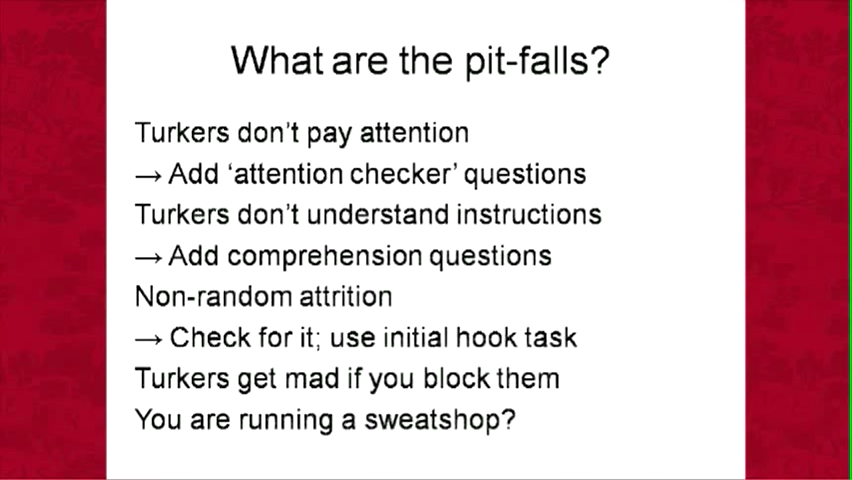 What are the pit-falls?
Turkers don't pay attention
→ Add 'attention checker' questions
Turkers don't understand instructions
→ Add comprehension questions
Non-random attrition
→ Check for it; use initial hook task
Turkers get mad if you block them
You are running a sweatshop?